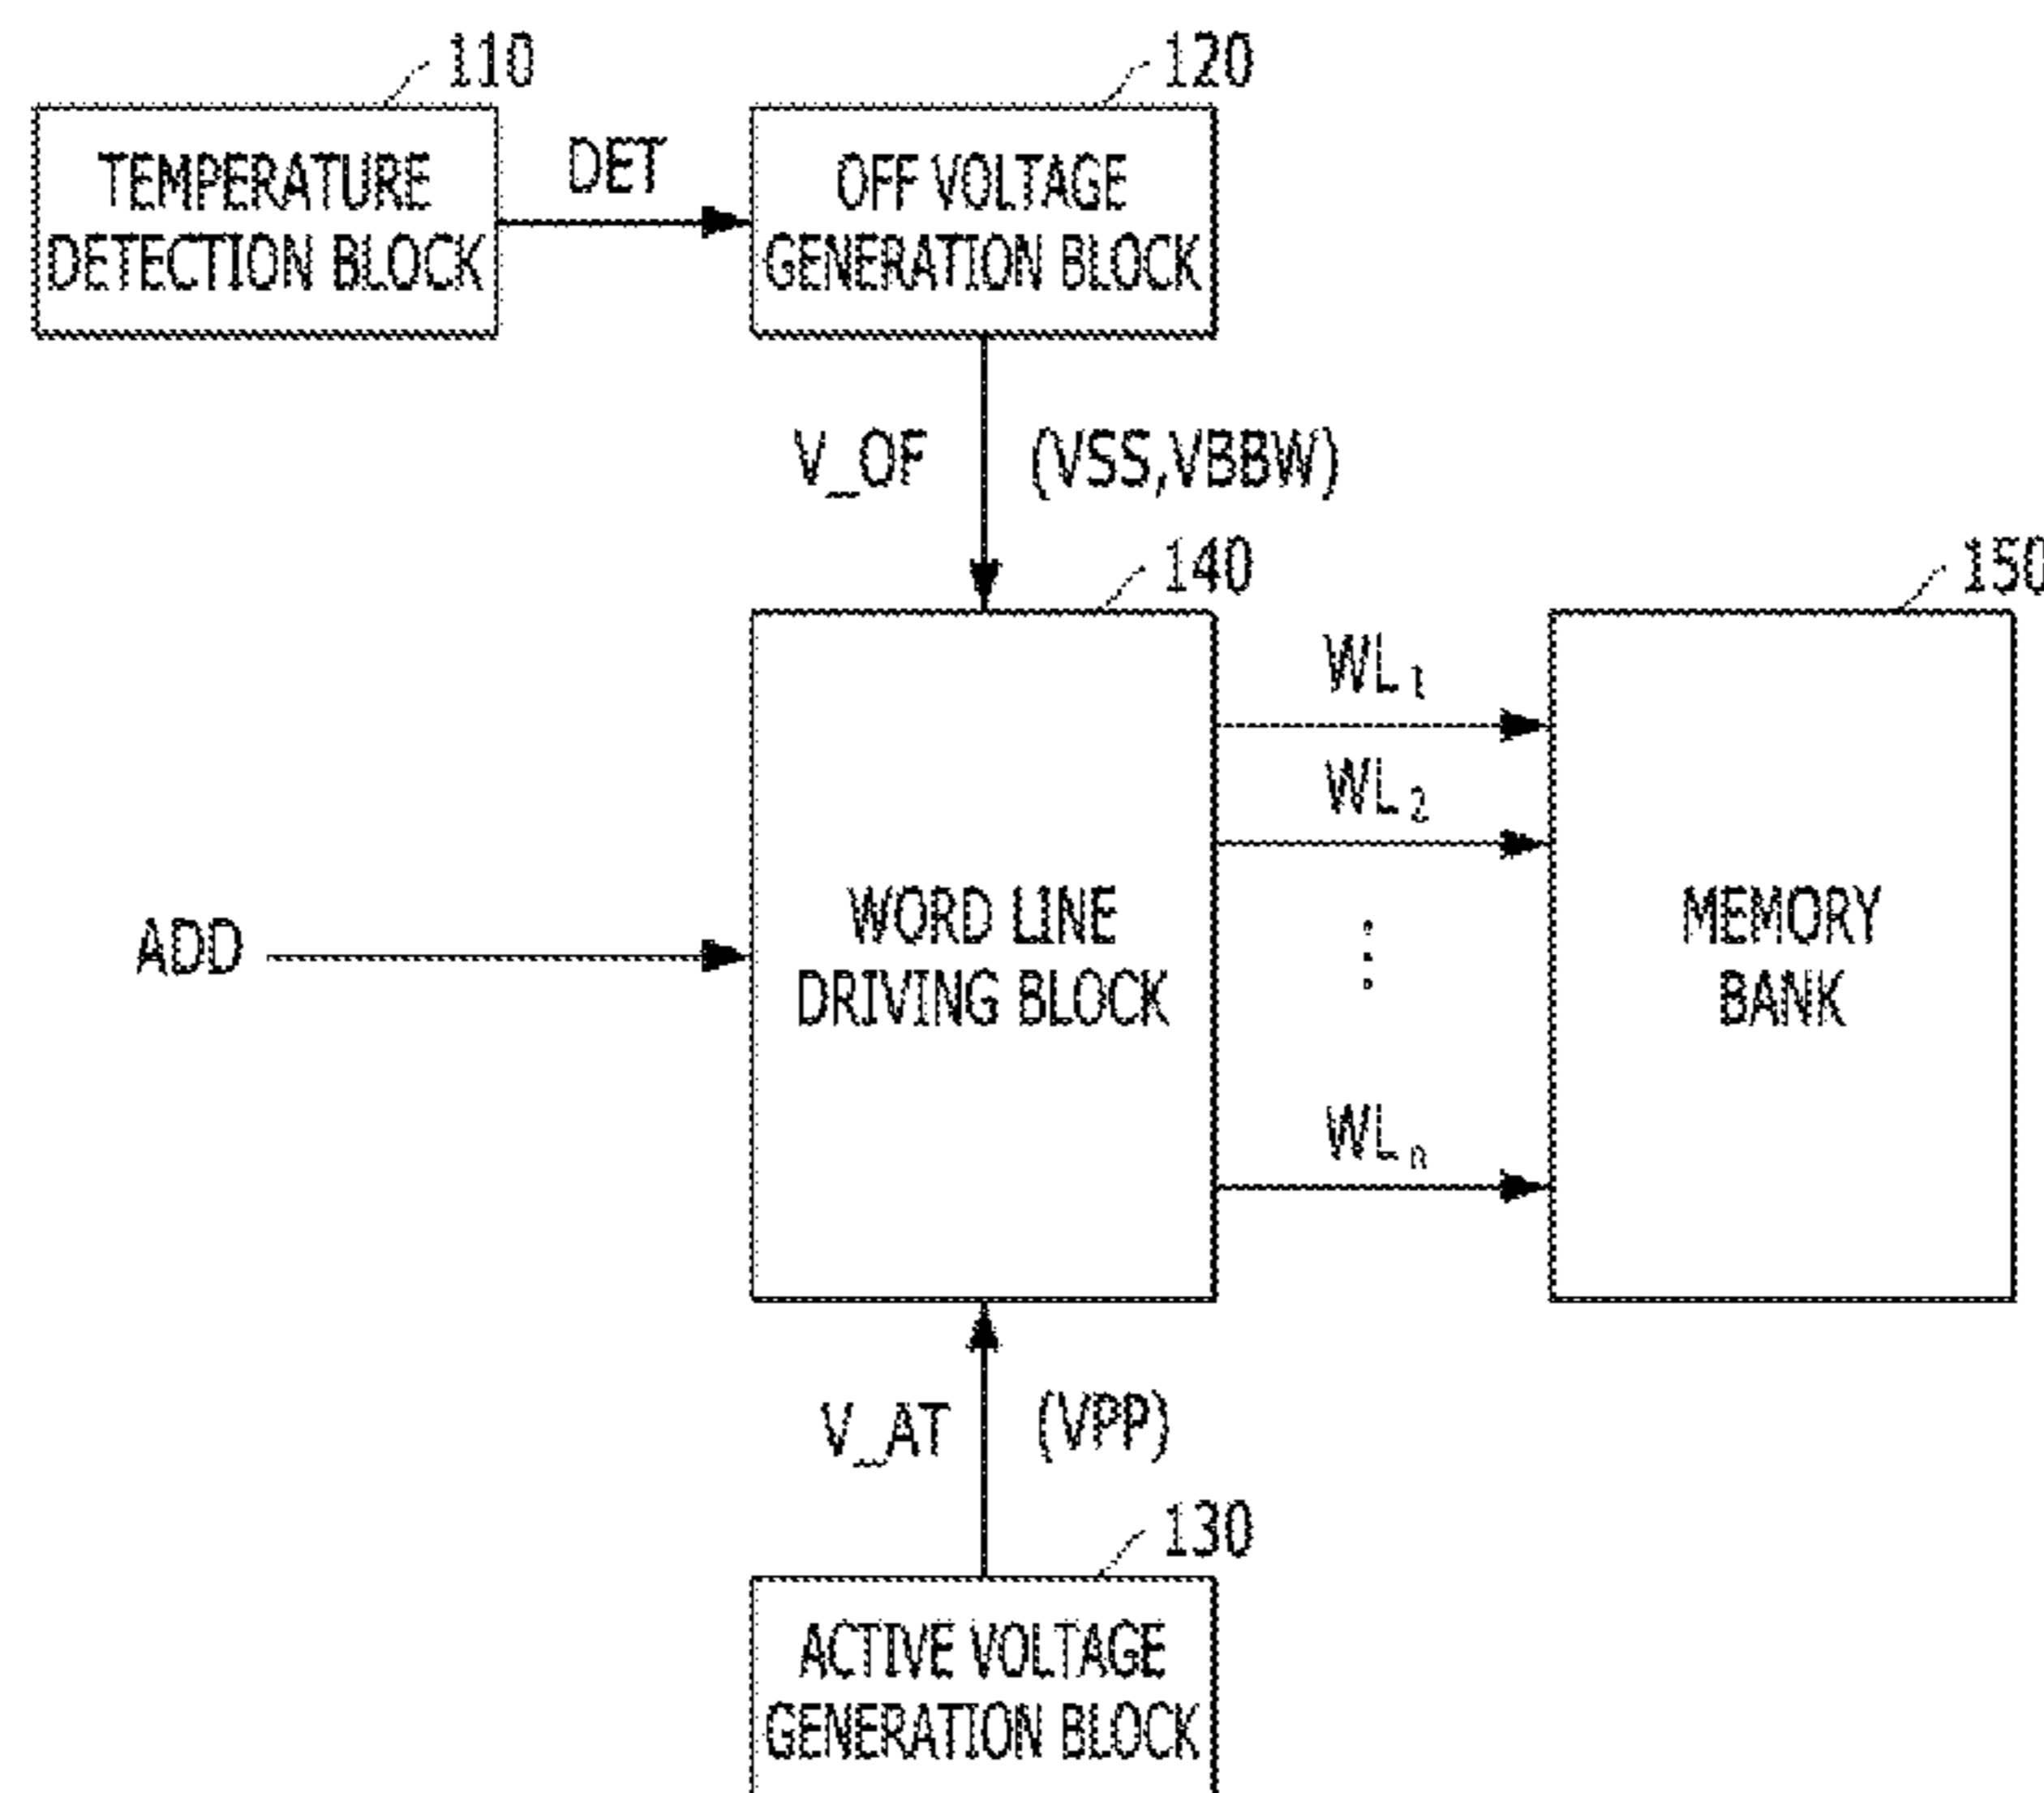 110
120
TEMPERATURE
DETECTION BLOCK
DET
OFF VOLTAGE
GENERATION BLOCK
V_OF (VSS,VBBW)
140
150
WL1
WL2
ADD
WORD LINE
DRIVING BLOCK
⋮
MEMORY
BANK
WLn
V_AT (VPP)
130
ACTIVE VOLTAGE
GENERATION BLOCK